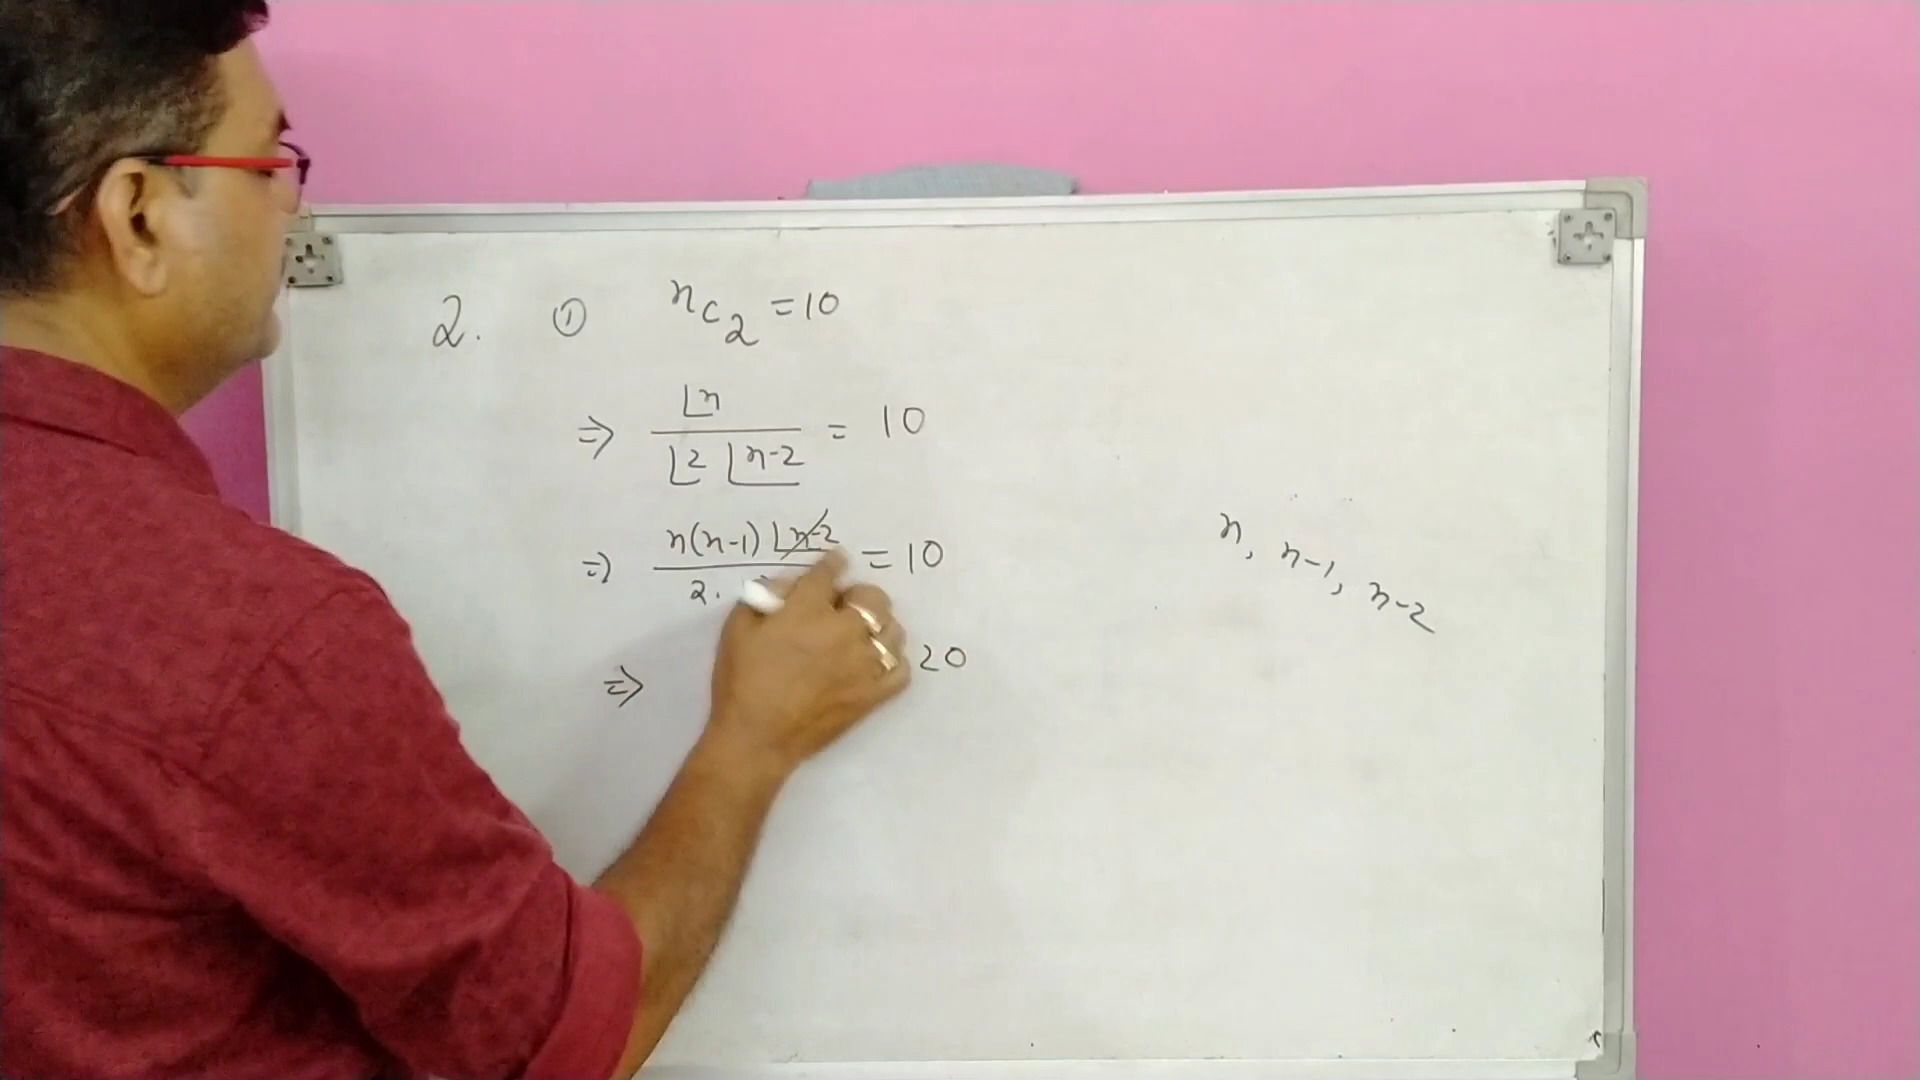 2. ① nC₂ = 10
⇒ ⌊n / ⌊2 ⌊n-2 = 10
⇒ n(n-1) ⌊n-2 / 2. = 10
⇒ 20
n, n-1, n-2